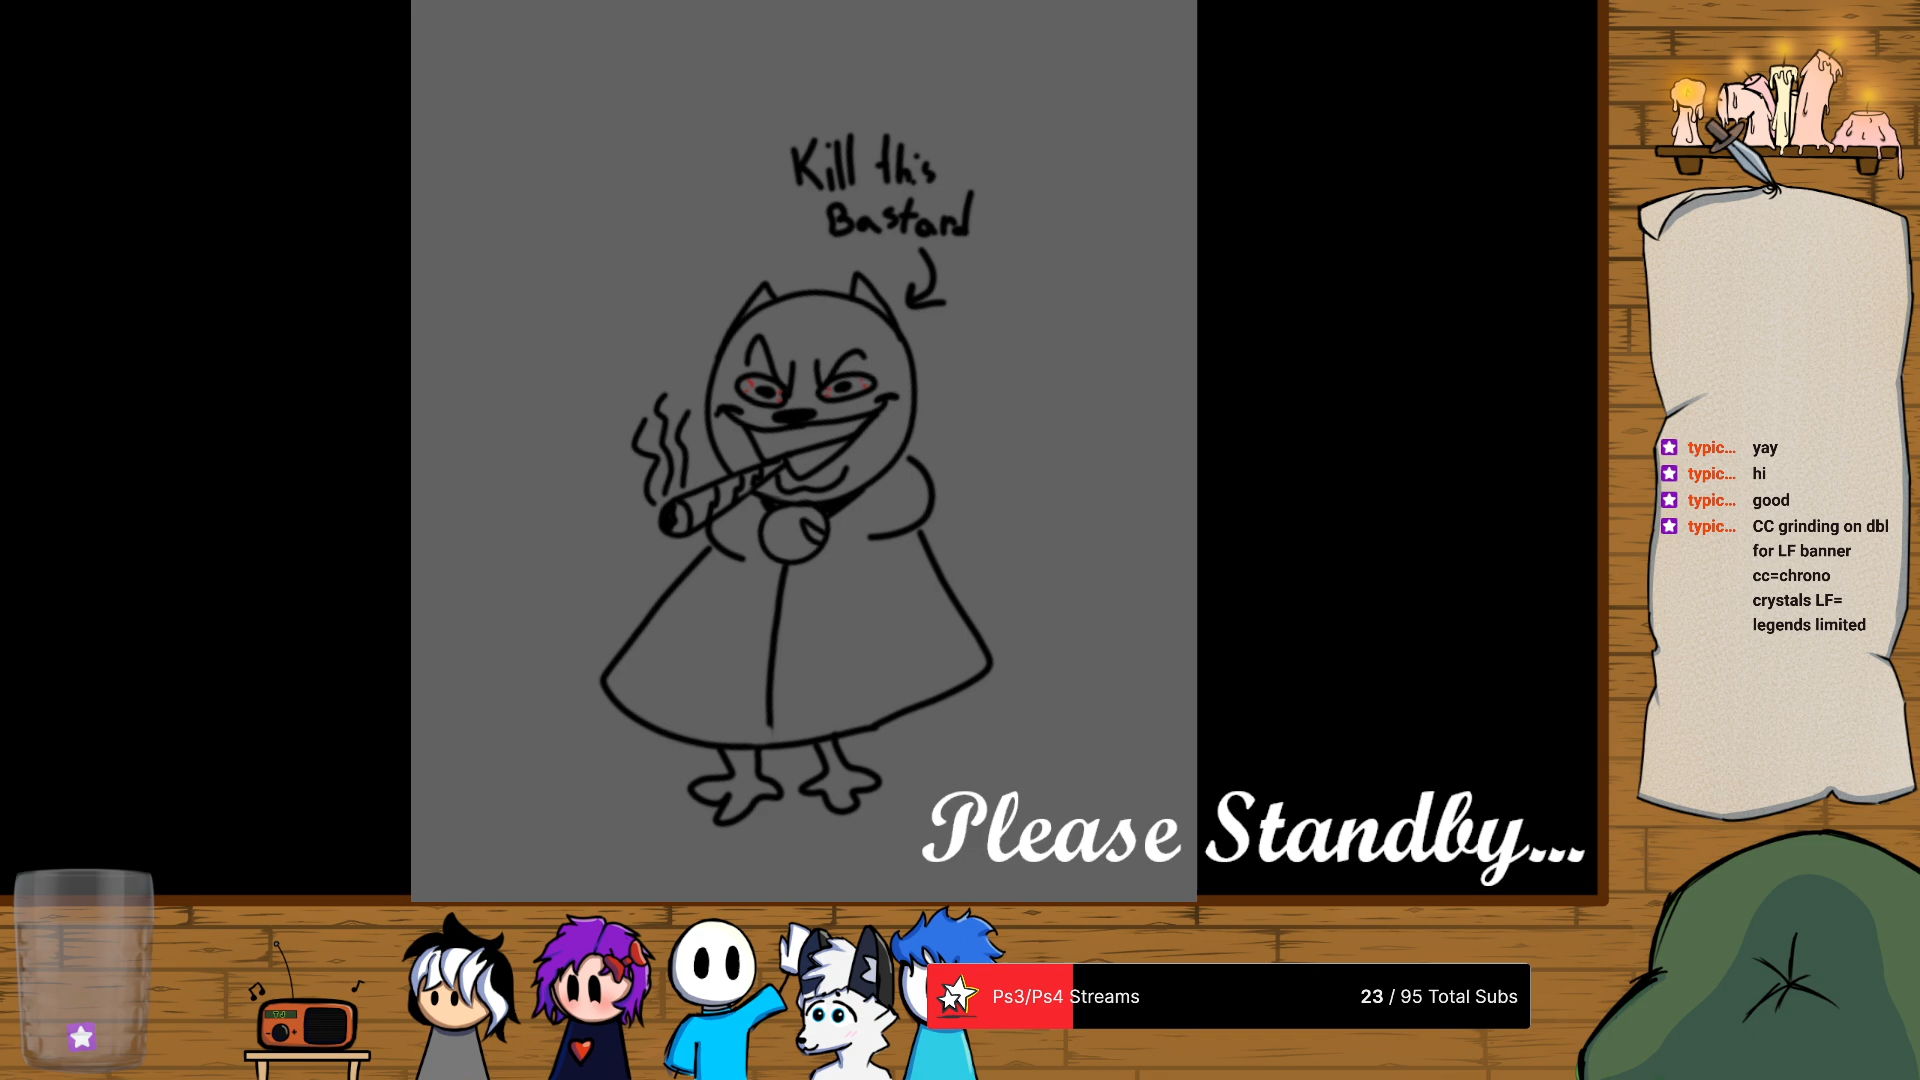 Kill this
Bastard
typic... yay
typic... hi
typic... good
typic... CC grinding on dbl
for LF banner
cc=chrono
crystals LF=
legends limited
Please Standby...
TJ
Ps3/Ps4 Streams 23 / 95 Total Subs